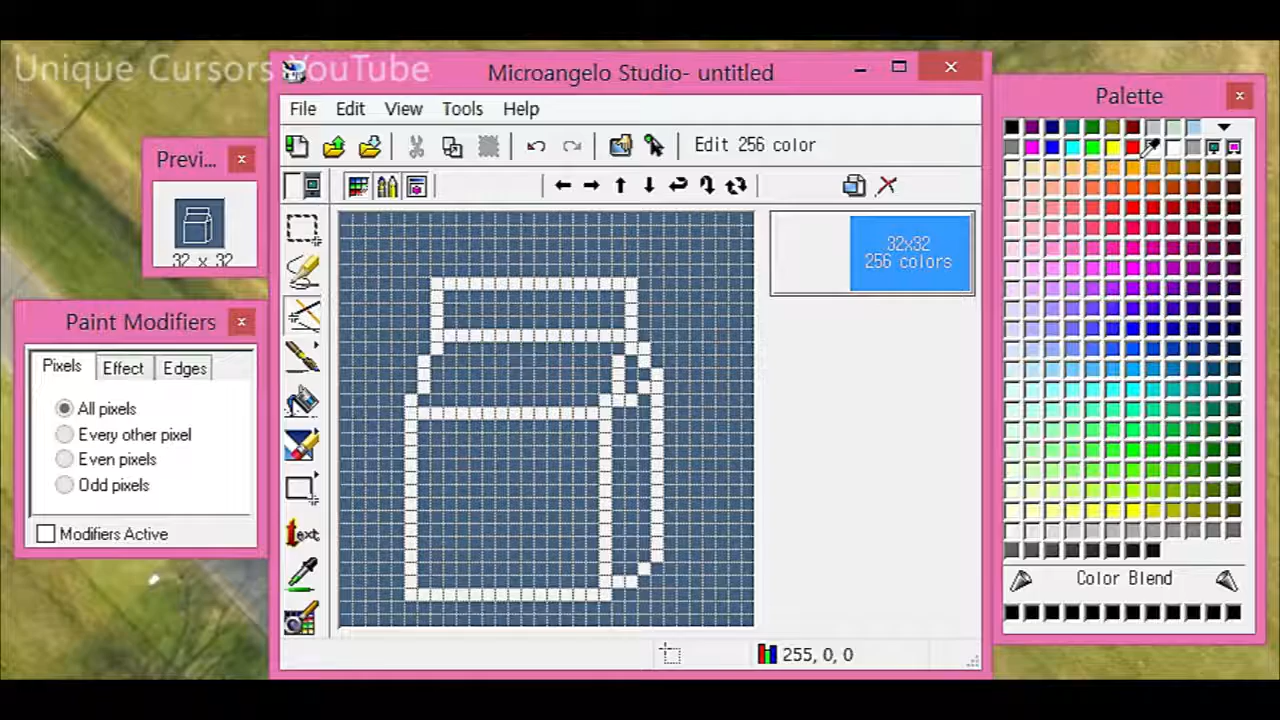 Unique Cursors YouTube
Microangelo Studio- untitled
File Edit View Tools Help
Edit 256 color
Previ...
32 x 32
Paint Modifiers
Pixels Effect Edges
All pixels
Every other pixel
Even pixels
Odd pixels
Modifiers Active
text
32x32
256 colors
255, 0, 0
Palette
Color Blend